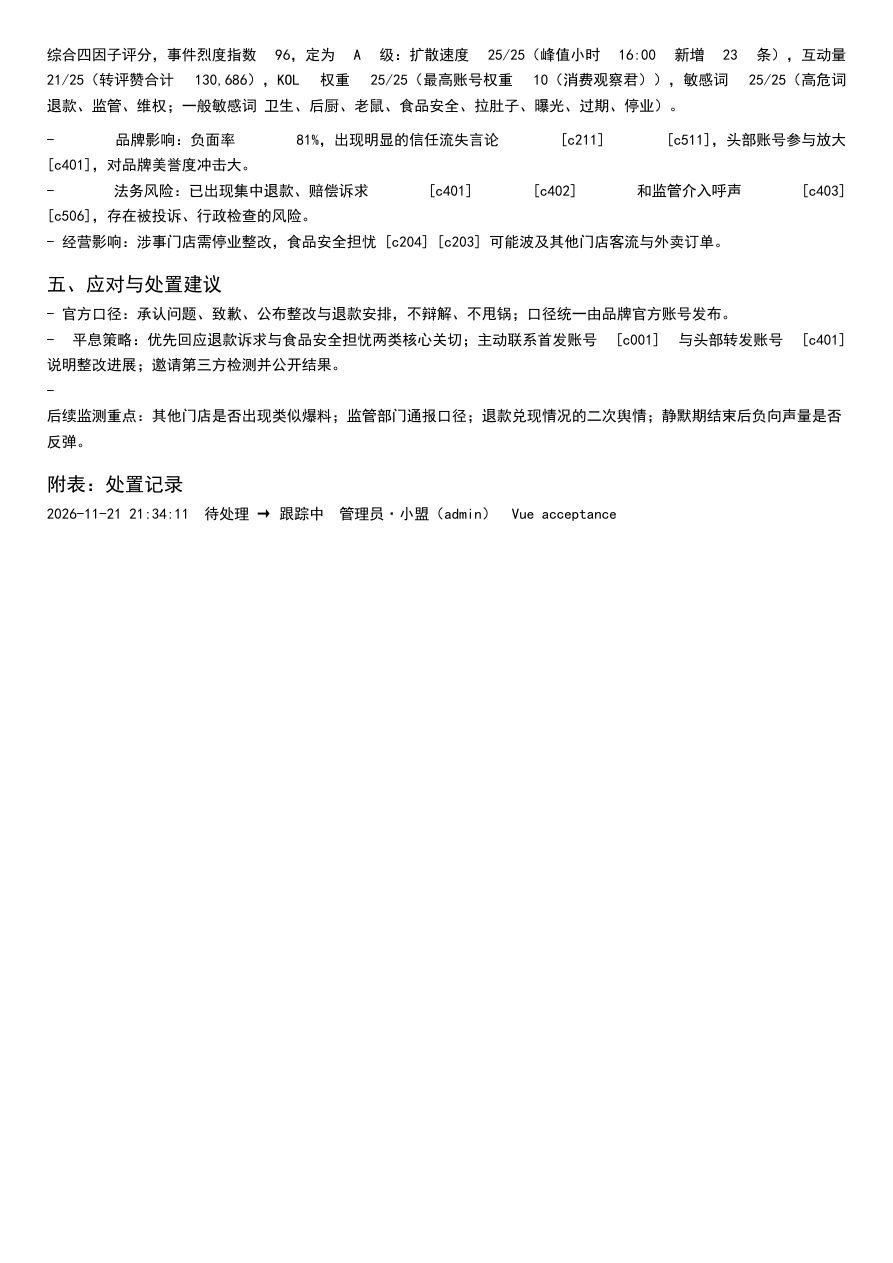 综合四因子评分，事件烈度指数 96，定为 A 级：扩散速度 25/25（峰值小时 16:00 新增 23 条），互动量
21/25（转评赞合计 130,686），KOL 权重 25/25（最高账号权重 10（消费观察君）），敏感词 25/25（高危词
退款、监管、维权；一般敏感词 卫生、后厨、老鼠、食品安全、拉肚子、曝光、过期、停业）。
- 品牌影响：负面率 81%，出现明显的信任流失言论 [c211] [c511]，头部账号参与放大
[c401]，对品牌美誉度冲击大。
- 法务风险：已出现集中退款、赔偿诉求 [c401] [c402] 和监管介入呼声 [c403]
[c506]，存在被投诉、行政检查的风险。
- 经营影响：涉事门店需停业整改，食品安全担忧 [c204] [c203] 可能波及其他门店客流与外卖订单。
五、应对与处置建议
- 官方口径：承认问题、致歉、公布整改与退款安排，不辩解、不甩锅；口径统一由品牌官方账号发布。
- 平息策略：优先回应退款诉求与食品安全担忧两类核心关切；主动联系首发账号 [c001] 与头部转发账号 [c401]
说明整改进展；邀请第三方检测并公开结果。
-
后续监测重点：其他门店是否出现类似爆料；监管部门通报口径；退款兑现情况的二次舆情；静默期结束后负向声量是否
反弹。
附表：处置记录
2026-11-21 21:34:11 待处理 → 跟踪中 管理员·小盟（admin） Vue acceptance